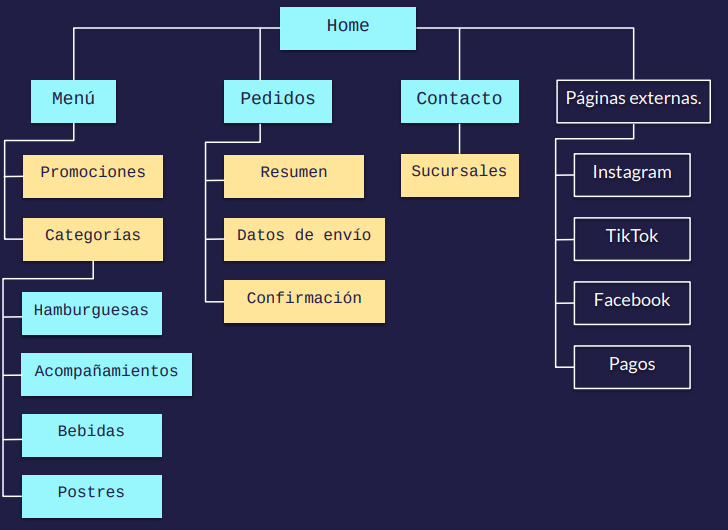 Home
Menú
Pedidos
Contacto
Páginas externas.
Promociones
Resumen
Sucursales
Instagram
Categorías
Datos de envío
TikTok
Hamburguesas
Confirmación
Facebook
Acompañamientos
Pagos
Bebidas
Postres